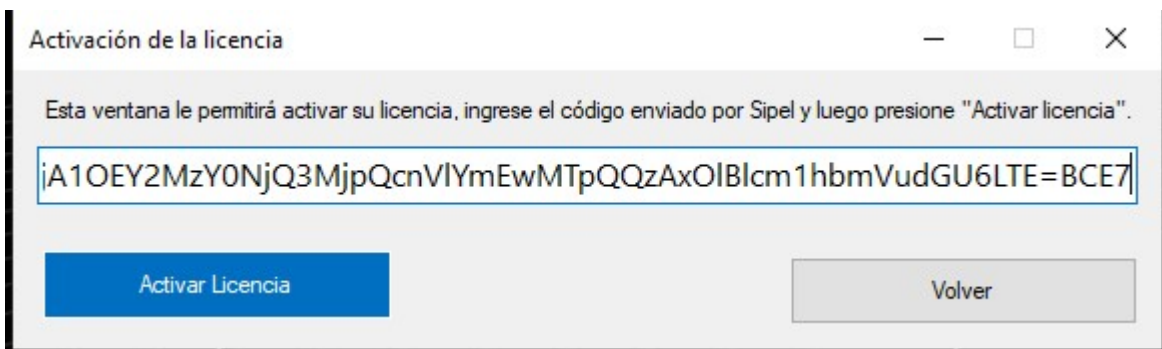 Activación de la licencia
Esta ventana le permitirá activar su licencia, ingrese el código enviado por Sipel y luego presione "Activar licencia".
jA1OEY2MzY0NjQ3MjpQcnVlYmEwMTpQQzAxOlBlcm1hbmVudGU6LTE=BCE7
Activar Licencia
Volver